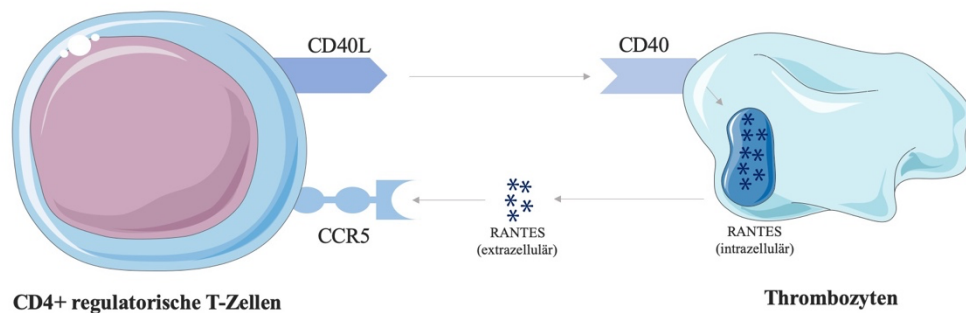 CD40L
CD40
CCR5
RANTES
(extrazellulär)
RANTES
(intrazellulär)
CD4+ regulatorische T-Zellen
Thrombozyten